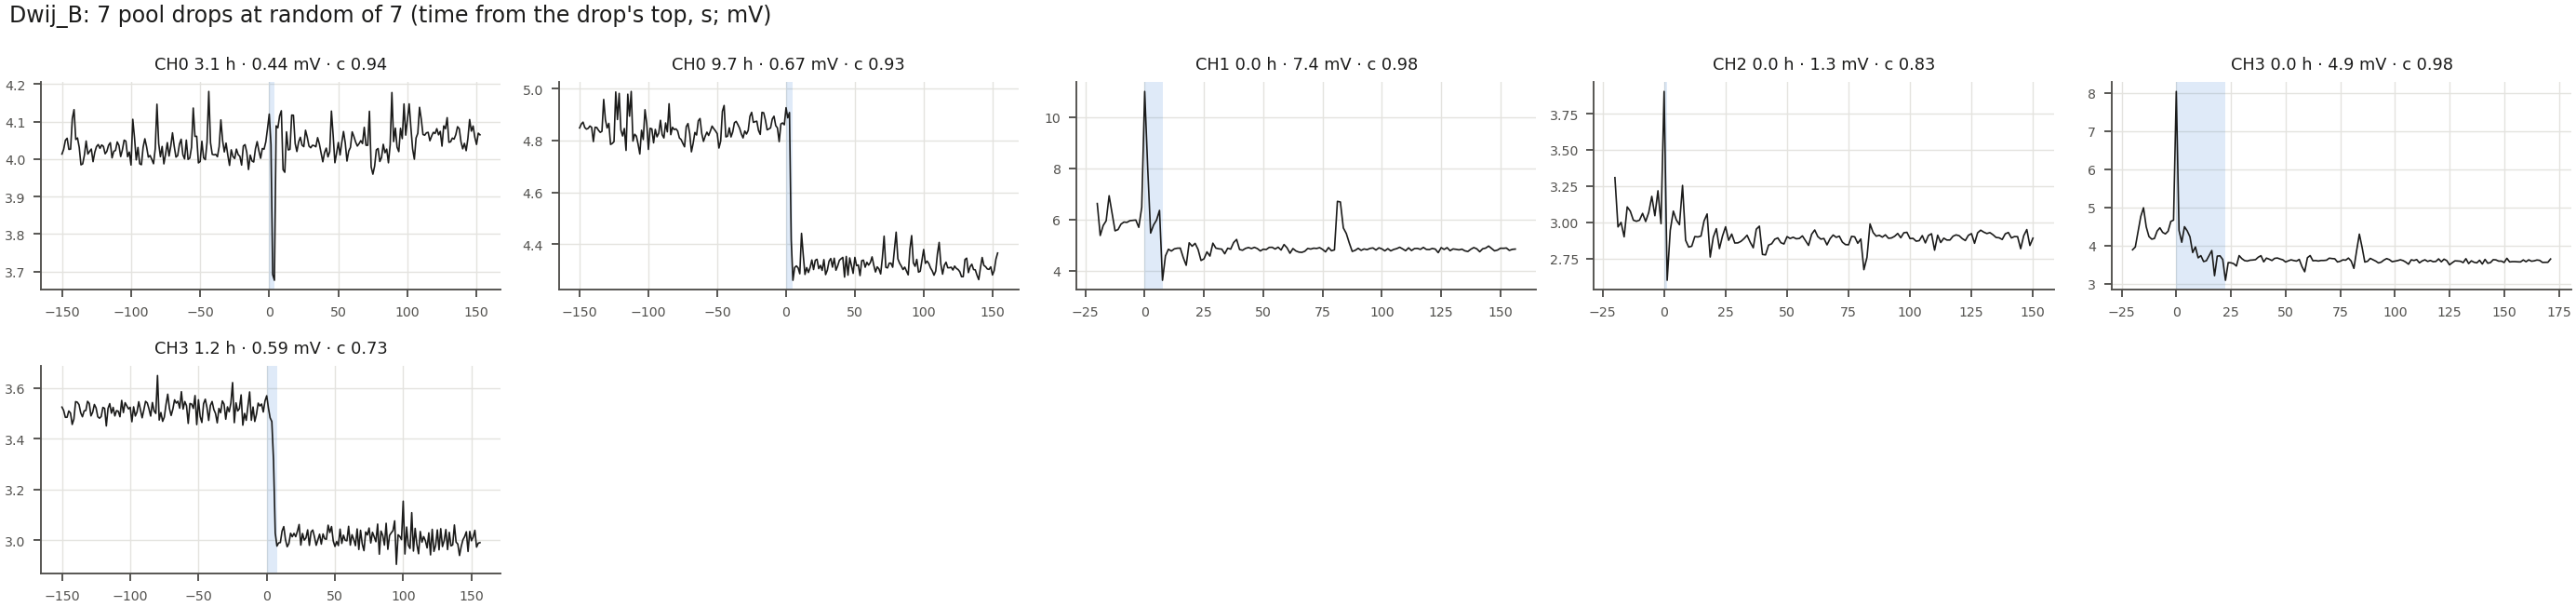 Dwij_B: 7 pool drops at random of 7 (time from the drop's top, s; mV)
CH0 3.1 h · 0.44 mV · c 0.94
CH0 9.7 h · 0.67 mV · c 0.93
CH1 0.0 h · 7.4 mV · c 0.98
CH2 0.0 h · 1.3 mV · c 0.83
CH3 0.0 h · 4.9 mV · c 0.98
4.2
4.1
4.0
3.9
3.8
3.7
−150 −100 −50 0 50 100 150
5.0
4.8
4.6
4.4
−150 −100 −50 0 50 100 150
10
8
6
4
−25 0 25 50 75 100 125 150
3.75
3.50
3.25
3.00
2.75
−25 0 25 50 75 100 125 150
8
7
6
5
4
3
−25 0 25 50 75 100 125 150 175
CH3 1.2 h · 0.59 mV · c 0.73
3.6
3.4
3.2
3.0
−150 −100 −50 0 50 100 150